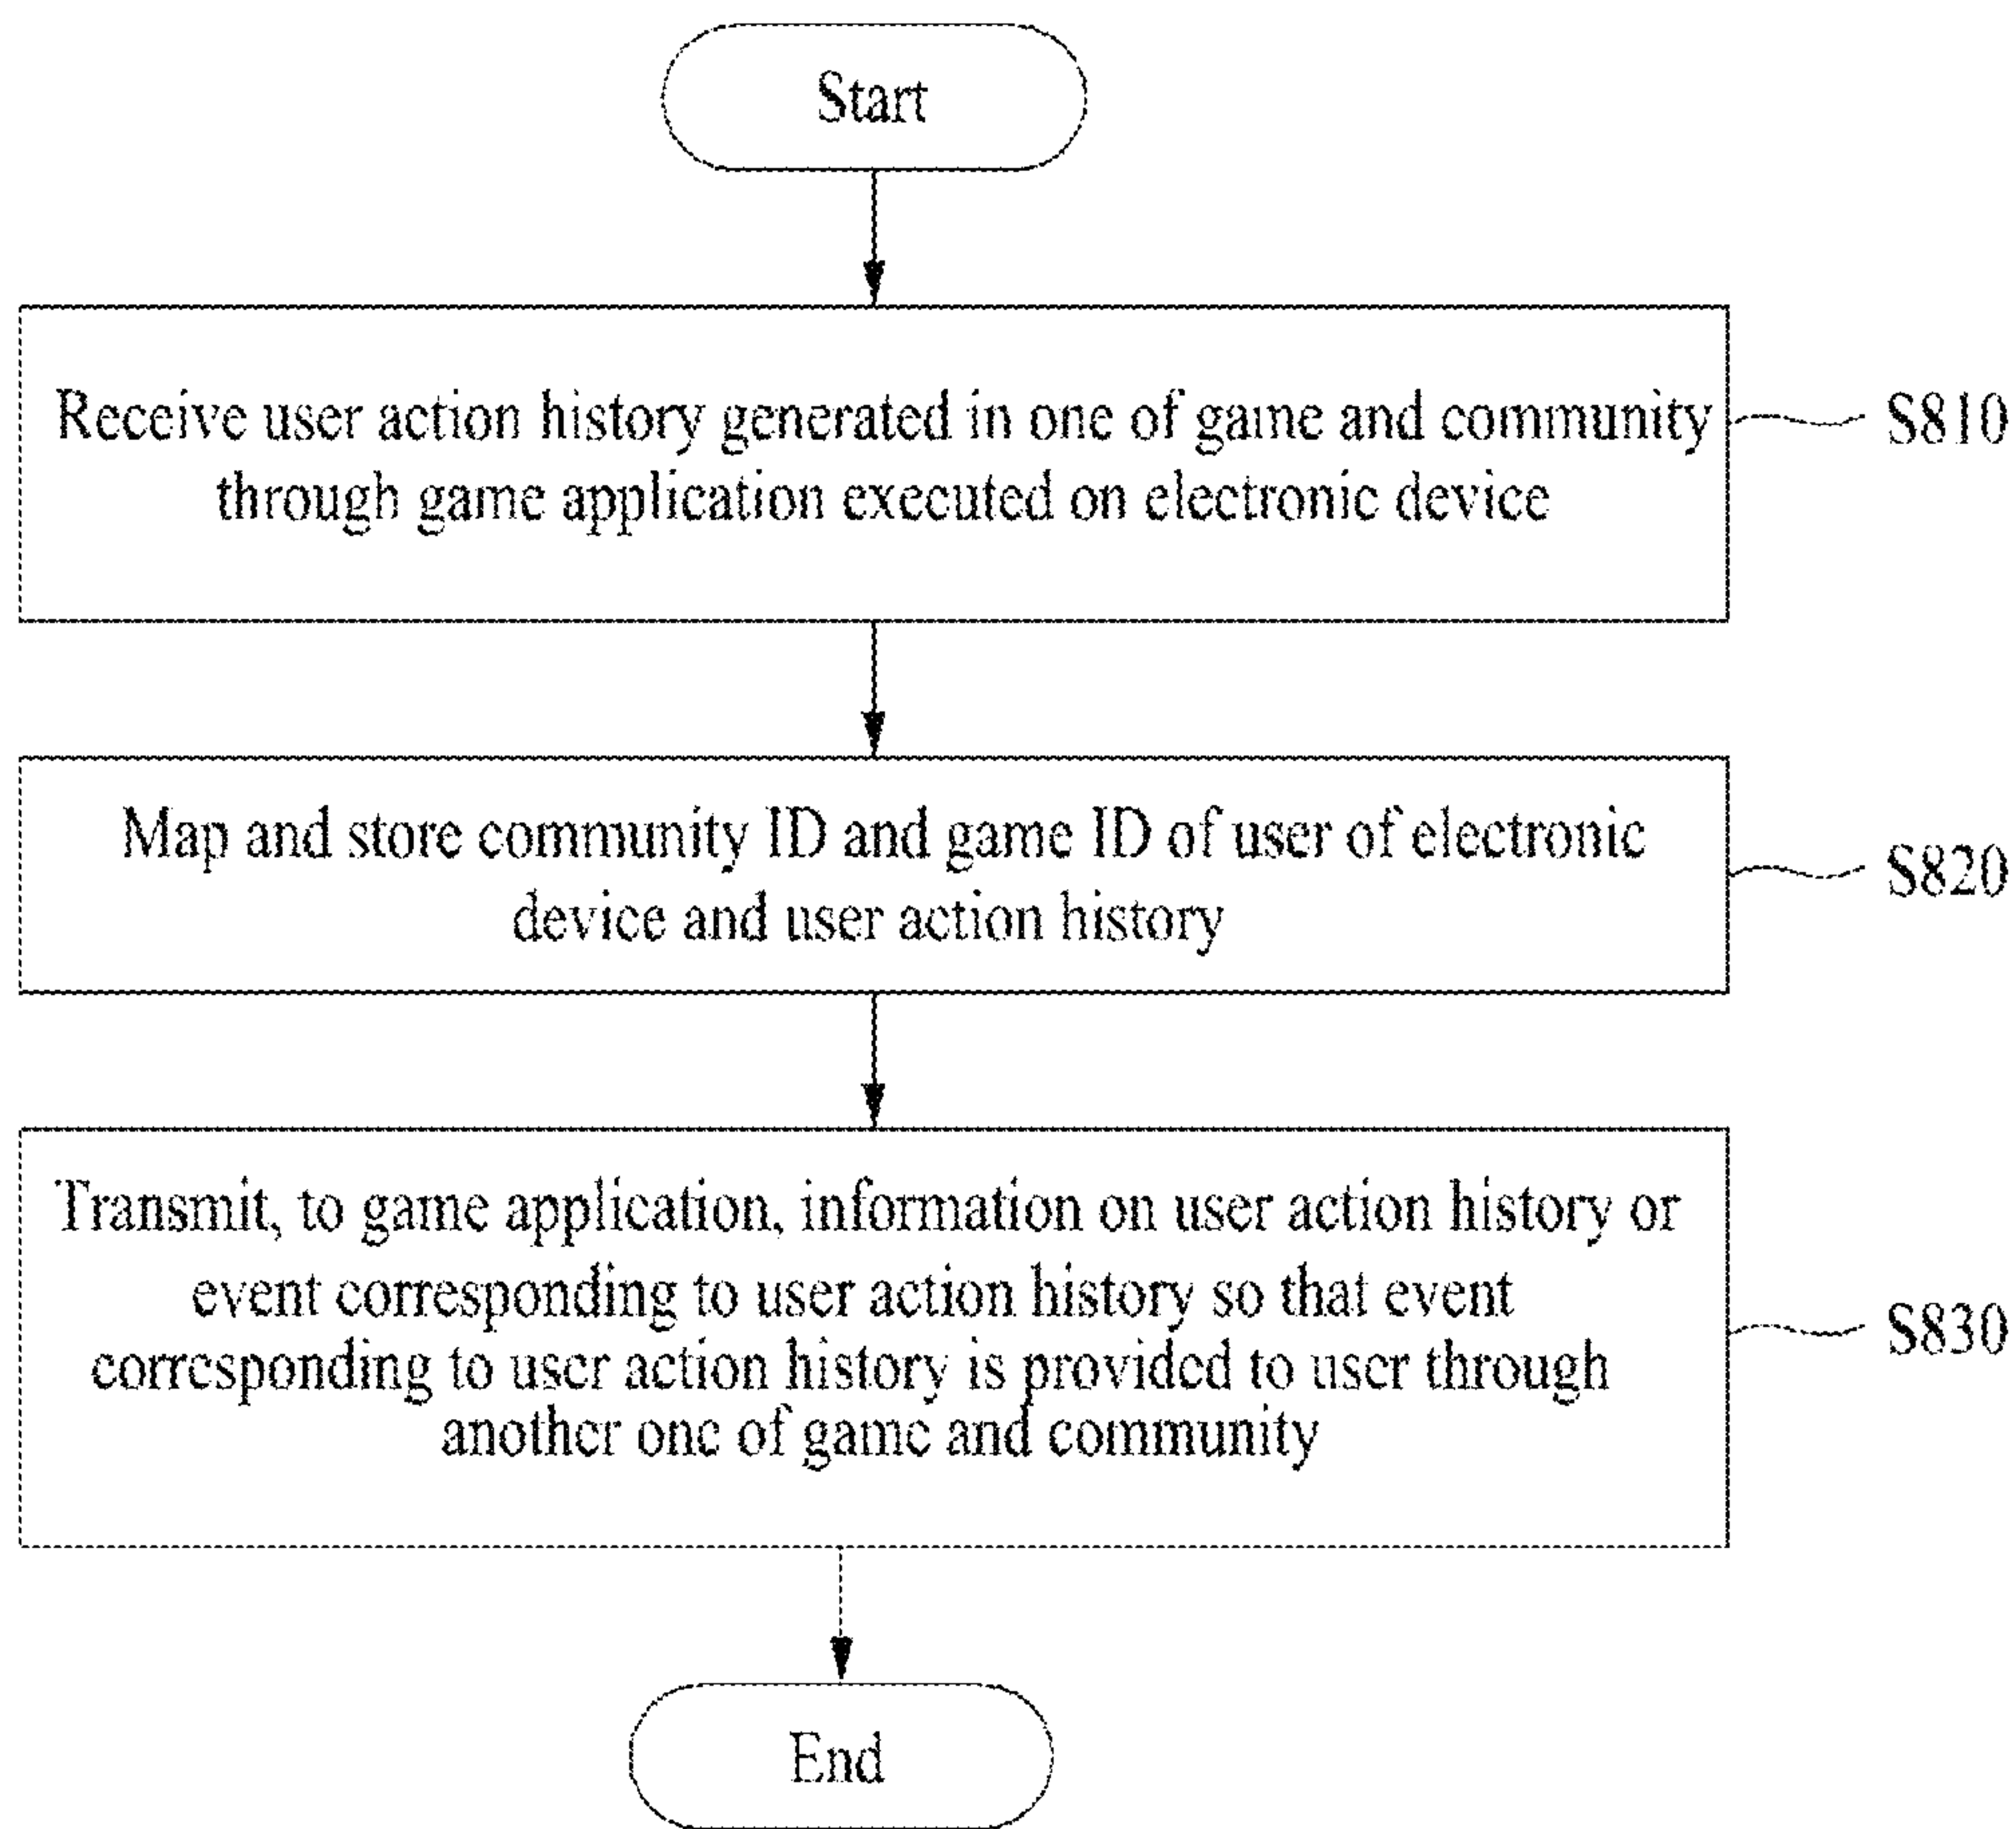 Start
Receive user action history generated in one of game and community
through game application executed on electronic device
S810
Map and store community ID and game ID of user of electronic
device and user action history
S820
Transmit, to game application, information on user action history or
event corresponding to user action history so that event
corresponding to user action history is provided to user through
another one of game and community
S830
End